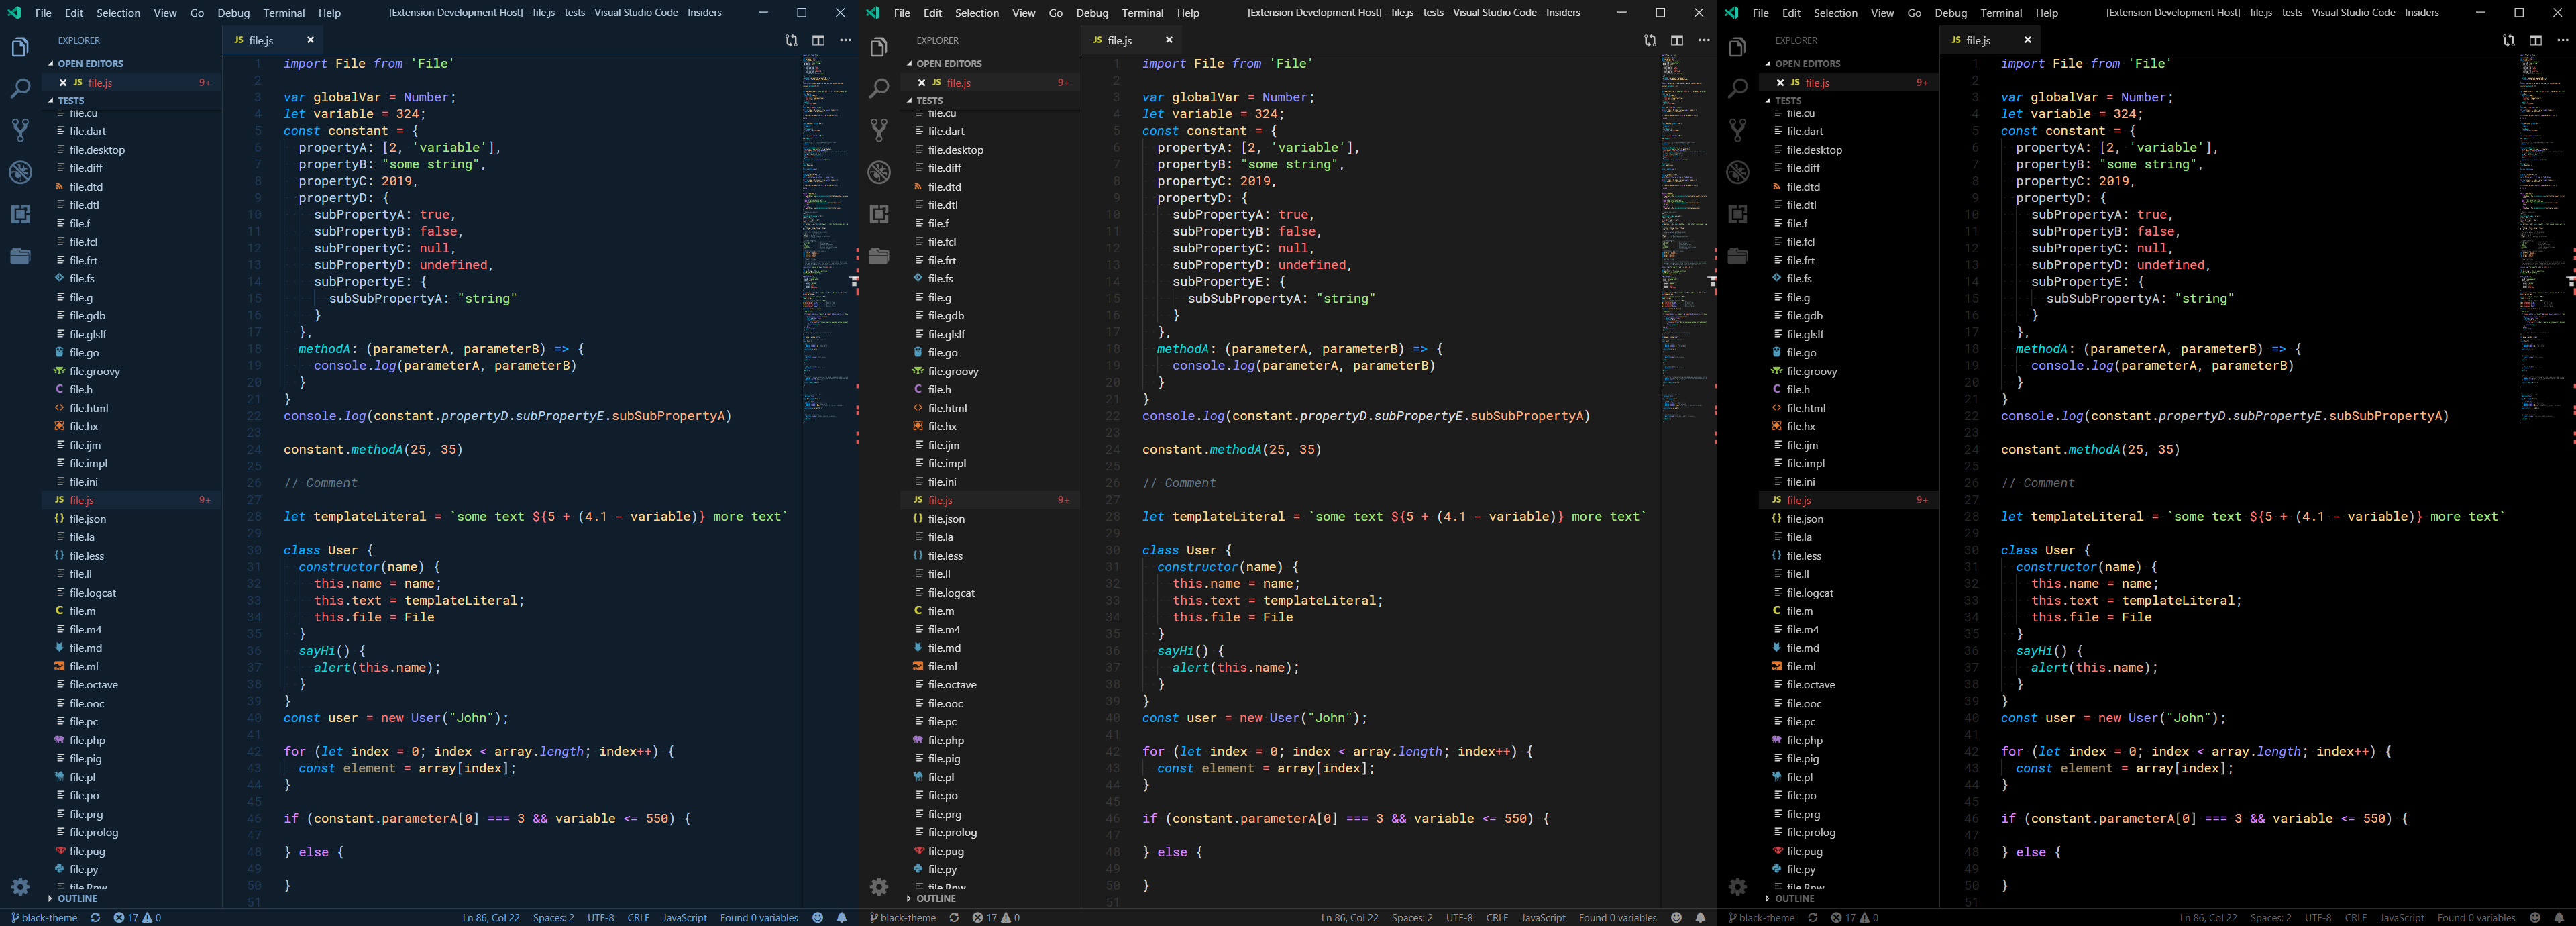 File Edit Selection View Go Debug Terminal Help [Extension Development Host] - file.js - tests - Visual Studio Code - Insiders
EXPLORER
OPEN EDITORS
JS file.js 9+
TESTS
file.cu
file.dart
file.desktop
file.diff
file.dtd
file.dtl
file.f
file.fcl
file.frt
file.fs
file.g
file.gdb
file.glslf
file.go
file.groovy
file.h
file.html
file.hx
file.ijm
file.impl
file.ini
JS file.js 9+
file.json
file.la
file.less
file.ll
file.logcat
file.m
file.m4
file.md
file.ml
file.octave
file.ooc
file.pc
file.php
file.pig
file.pl
file.po
file.prg
file.prolog
file.pug
file.py
file.Rnw
OUTLINE
JS file.js
1 import File from 'File'
2
3 var globalVar = Number;
4 let variable = 324;
5 const constant = {
6 propertyA: [2, 'variable'],
7 propertyB: "some string",
8 propertyC: 2019,
9 propertyD: {
10 subPropertyA: true,
11 subPropertyB: false,
12 subPropertyC: null,
13 subPropertyD: undefined,
14 subPropertyE: {
15 subSubPropertyA: "string"
16 }
17 },
18 methodA: (parameterA, parameterB) => {
19 console.log(parameterA, parameterB)
20 }
21 }
22 console.log(constant.propertyD.subPropertyE.subSubPropertyA)
23
24 constant.methodA(25, 35)
25
26 // Comment
27
28 let templateLiteral = `some text ${5 + (4.1 - variable)} more text`
29
30 class User {
31 constructor(name) {
32 this.name = name;
33 this.text = templateLiteral;
34 this.file = File
35 }
36 sayHi() {
37 alert(this.name);
38 }
39 }
40 const user = new User("John");
41
42 for (let index = 0; index < array.length; index++) {
43 const element = array[index];
44 }
45
46 if (constant.parameterA[0] === 3 && variable <= 550) {
47
48 } else {
49
50 }
51
black-theme 17 0 Ln 86, Col 22 Spaces: 2 UTF-8 CRLF JavaScript Found 0 variables
File Edit Selection View Go Debug Terminal Help [Extension Development Host] - file.js - tests - Visual Studio Code - Insiders
EXPLORER
OPEN EDITORS
JS file.js 9+
TESTS
file.cu
file.dart
file.desktop
file.diff
file.dtd
file.dtl
file.f
file.fcl
file.frt
file.fs
file.g
file.gdb
file.glslf
file.go
file.groovy
file.h
file.html
file.hx
file.ijm
file.impl
file.ini
JS file.js 9+
file.json
file.la
file.less
file.ll
file.logcat
file.m
file.m4
file.md
file.ml
file.octave
file.ooc
file.pc
file.php
file.pig
file.pl
file.po
file.prg
file.prolog
file.pug
file.py
file.Rnw
OUTLINE
JS file.js
1 import File from 'File'
2
3 var globalVar = Number;
4 let variable = 324;
5 const constant = {
6 propertyA: [2, 'variable'],
7 propertyB: "some string",
8 propertyC: 2019,
9 propertyD: {
10 subPropertyA: true,
11 subPropertyB: false,
12 subPropertyC: null,
13 subPropertyD: undefined,
14 subPropertyE: {
15 subSubPropertyA: "string"
16 }
17 },
18 methodA: (parameterA, parameterB) => {
19 console.log(parameterA, parameterB)
20 }
21 }
22 console.log(constant.propertyD.subPropertyE.subSubPropertyA)
23
24 constant.methodA(25, 35)
25
26 // Comment
27
28 let templateLiteral = `some text ${5 + (4.1 - variable)} more text`
29
30 class User {
31 constructor(name) {
32 this.name = name;
33 this.text = templateLiteral;
34 this.file = File
35 }
36 sayHi() {
37 alert(this.name);
38 }
39 }
40 const user = new User("John");
41
42 for (let index = 0; index < array.length; index++) {
43 const element = array[index];
44 }
45
46 if (constant.parameterA[0] === 3 && variable <= 550) {
47
48 } else {
49
50 }
51
black-theme 17 0 Ln 86, Col 22 Spaces: 2 UTF-8 CRLF JavaScript Found 0 variables
File Edit Selection View Go Debug Terminal Help [Extension Development Host] - file.js - tests - Visual Studio Code - Insiders
EXPLORER
OPEN EDITORS
JS file.js 9+
TESTS
file.cu
file.dart
file.desktop
file.diff
file.dtd
file.dtl
file.f
file.fcl
file.frt
file.fs
file.g
file.gdb
file.glslf
file.go
file.groovy
file.h
file.html
file.hx
file.ijm
file.impl
file.ini
JS file.js 9+
file.json
file.la
file.less
file.ll
file.logcat
file.m
file.m4
file.md
file.ml
file.octave
file.ooc
file.pc
file.php
file.pig
file.pl
file.po
file.prg
file.prolog
file.pug
file.py
file.Rnw
OUTLINE
JS file.js
1 import File from 'File'
2
3 var globalVar = Number;
4 let variable = 324;
5 const constant = {
6 propertyA: [2, 'variable'],
7 propertyB: "some string",
8 propertyC: 2019,
9 propertyD: {
10 subPropertyA: true,
11 subPropertyB: false,
12 subPropertyC: null,
13 subPropertyD: undefined,
14 subPropertyE: {
15 subSubPropertyA: "string"
16 }
17 },
18 methodA: (parameterA, parameterB) => {
19 console.log(parameterA, parameterB)
20 }
21 }
22 console.log(constant.propertyD.subPropertyE.subSubPropertyA)
23
24 constant.methodA(25, 35)
25
26 // Comment
27
28 let templateLiteral = `some text ${5 + (4.1 - variable)} more text`
29
30 class User {
31 constructor(name) {
32 this.name = name;
33 this.text = templateLiteral;
34 this.file = File
35 }
36 sayHi() {
37 alert(this.name);
38 }
39 }
40 const user = new User("John");
41
42 for (let index = 0; index < array.length; index++) {
43 const element = array[index];
44 }
45
46 if (constant.parameterA[0] === 3 && variable <= 550) {
47
48 } else {
49
50 }
51
black-theme 17 0 Ln 86, Col 22 Spaces: 2 UTF-8 CRLF JavaScript Found 0 variables